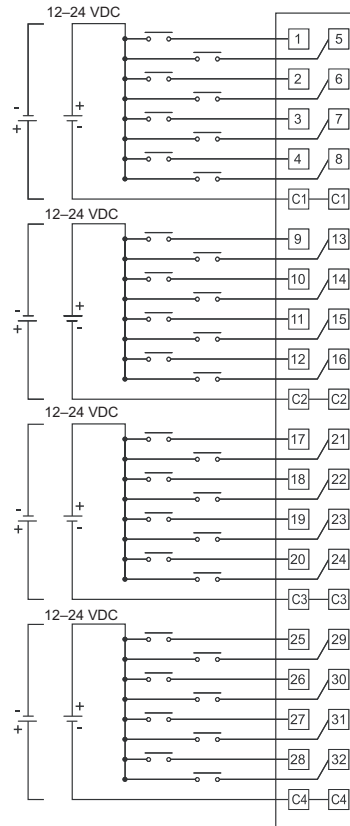 12–24 VDC
1 5
- + 2 6
+ - 3 7
4 8
C1 C1
12–24 VDC
9 13
- + 10 14
+ - 11 15
12 16
C2 C2
12–24 VDC
17 21
- + 18 22
+ - 19 23
20 24
C3 C3
12–24 VDC
25 29
- + 26 30
+ - 27 31
28 32
C4 C4